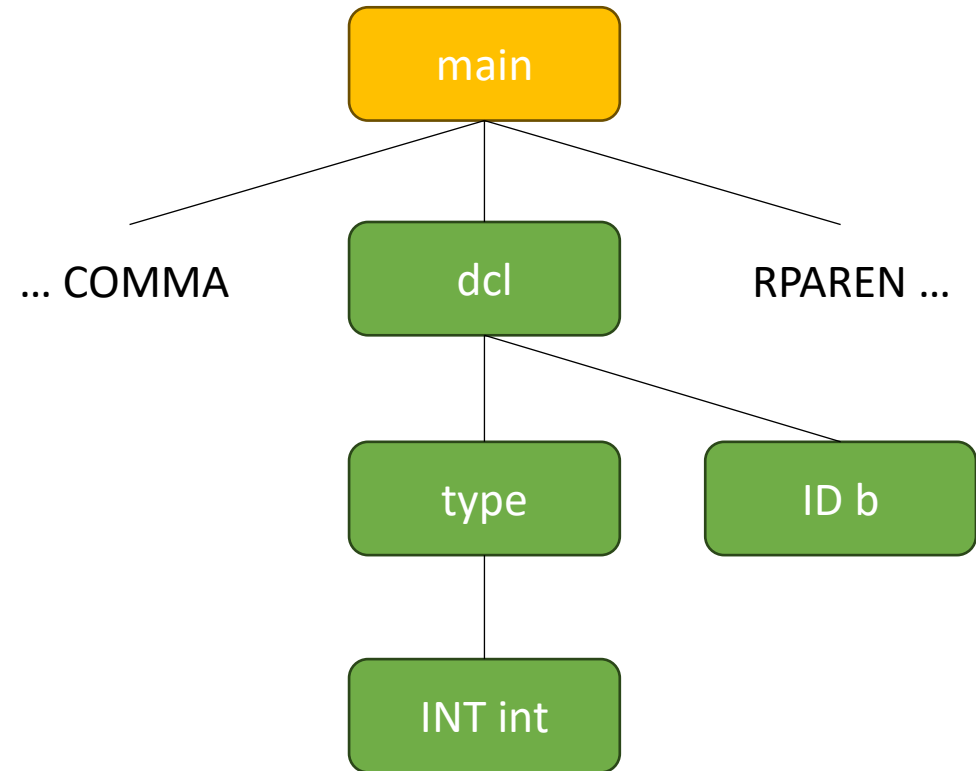 main
... COMMA
dcl
RPAREN ...
type
ID b
INT int